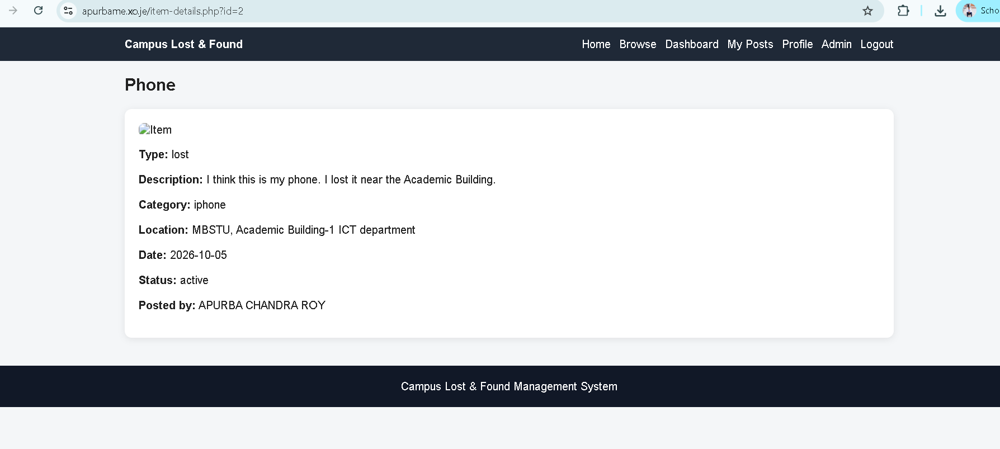 apurbame.xo.je/item-details.php?id=2
Scho
Campus Lost & Found
Home Browse Dashboard My Posts Profile Admin Logout
Phone
Item
Type: lost
Description: I think this is my phone. I lost it near the Academic Building.
Category: iphone
Location: MBSTU, Academic Building-1 ICT department
Date: 2026-10-05
Status: active
Posted by: APURBA CHANDRA ROY
Campus Lost & Found Management System